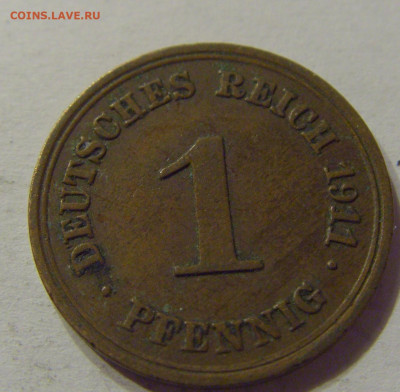 COINS.LAVE.RU
· DEUTSCHES REICH 1911 ·
1
PFENNIG